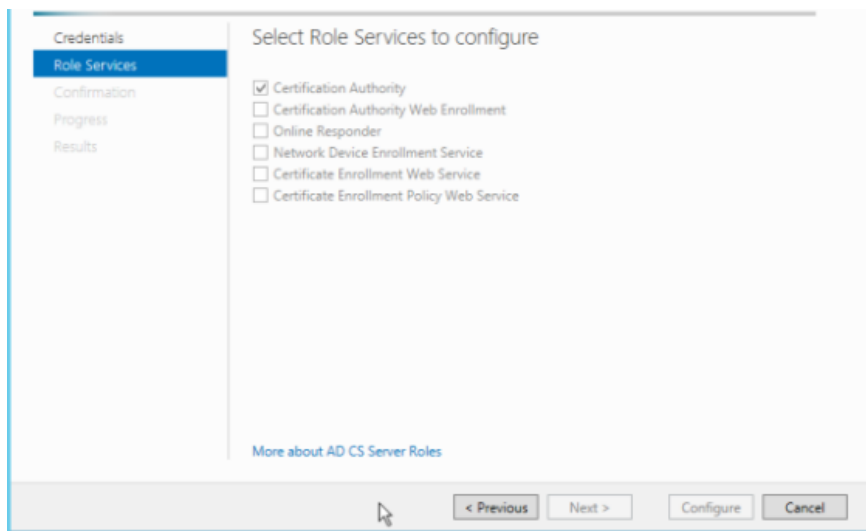 Credentials
Role Services
Confirmation
Progress
Results
Select Role Services to configure
Certification Authority
Certification Authority Web Enrollment
Online Responder
Network Device Enrollment Service
Certificate Enrollment Web Service
Certificate Enrollment Policy Web Service
More about AD CS Server Roles
< Previous
Next >
Configure
Cancel